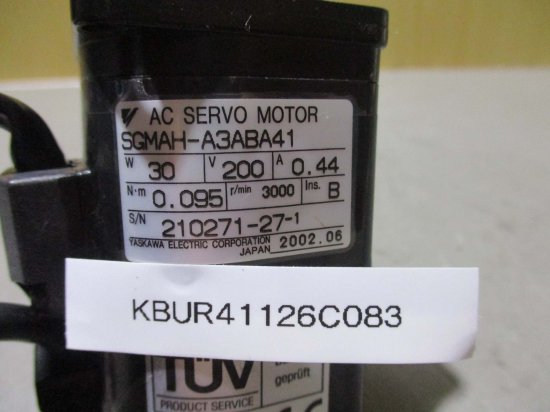 AC SERVO MOTOR
SGMAH-A3ABA41
W 30 V 200 A 0.44
N·m 0.095 r/min 3000 Ins. B
S/N 210271-27-1
YASKAWA ELECTRIC CORPORATION 2002.06
JAPAN
KBUR41126C083
TÜV
geprüft
PRODUCT SERVICE